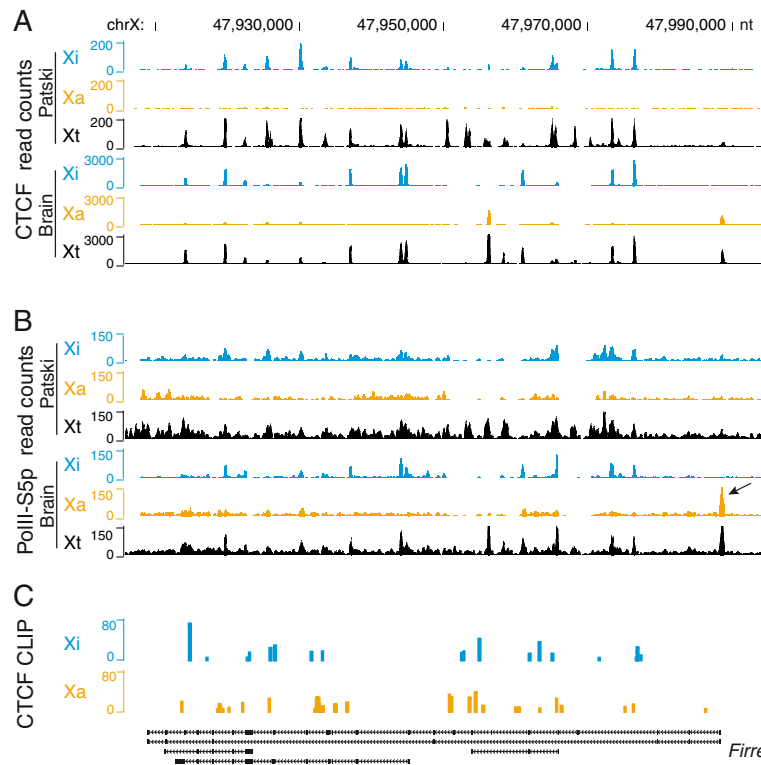 A
chrX: 47,930,000 47,950,000 47,970,000 47,990,000 nt
CTCF read counts
Patski
Xi 200 0
Xa 200 0
Xt 200 0
Brain
Xi 3000 0
Xa 3000 0
Xt 3000 0
B
PolII-S5p read counts
Patski
Xi 150 0
Xa 150 0
Xt 150 0
Brain
Xi 150 0
Xa 150 0
Xt 150 0
C
CTCF CLIP
Xi 80 0
Xa 80 0
Firre